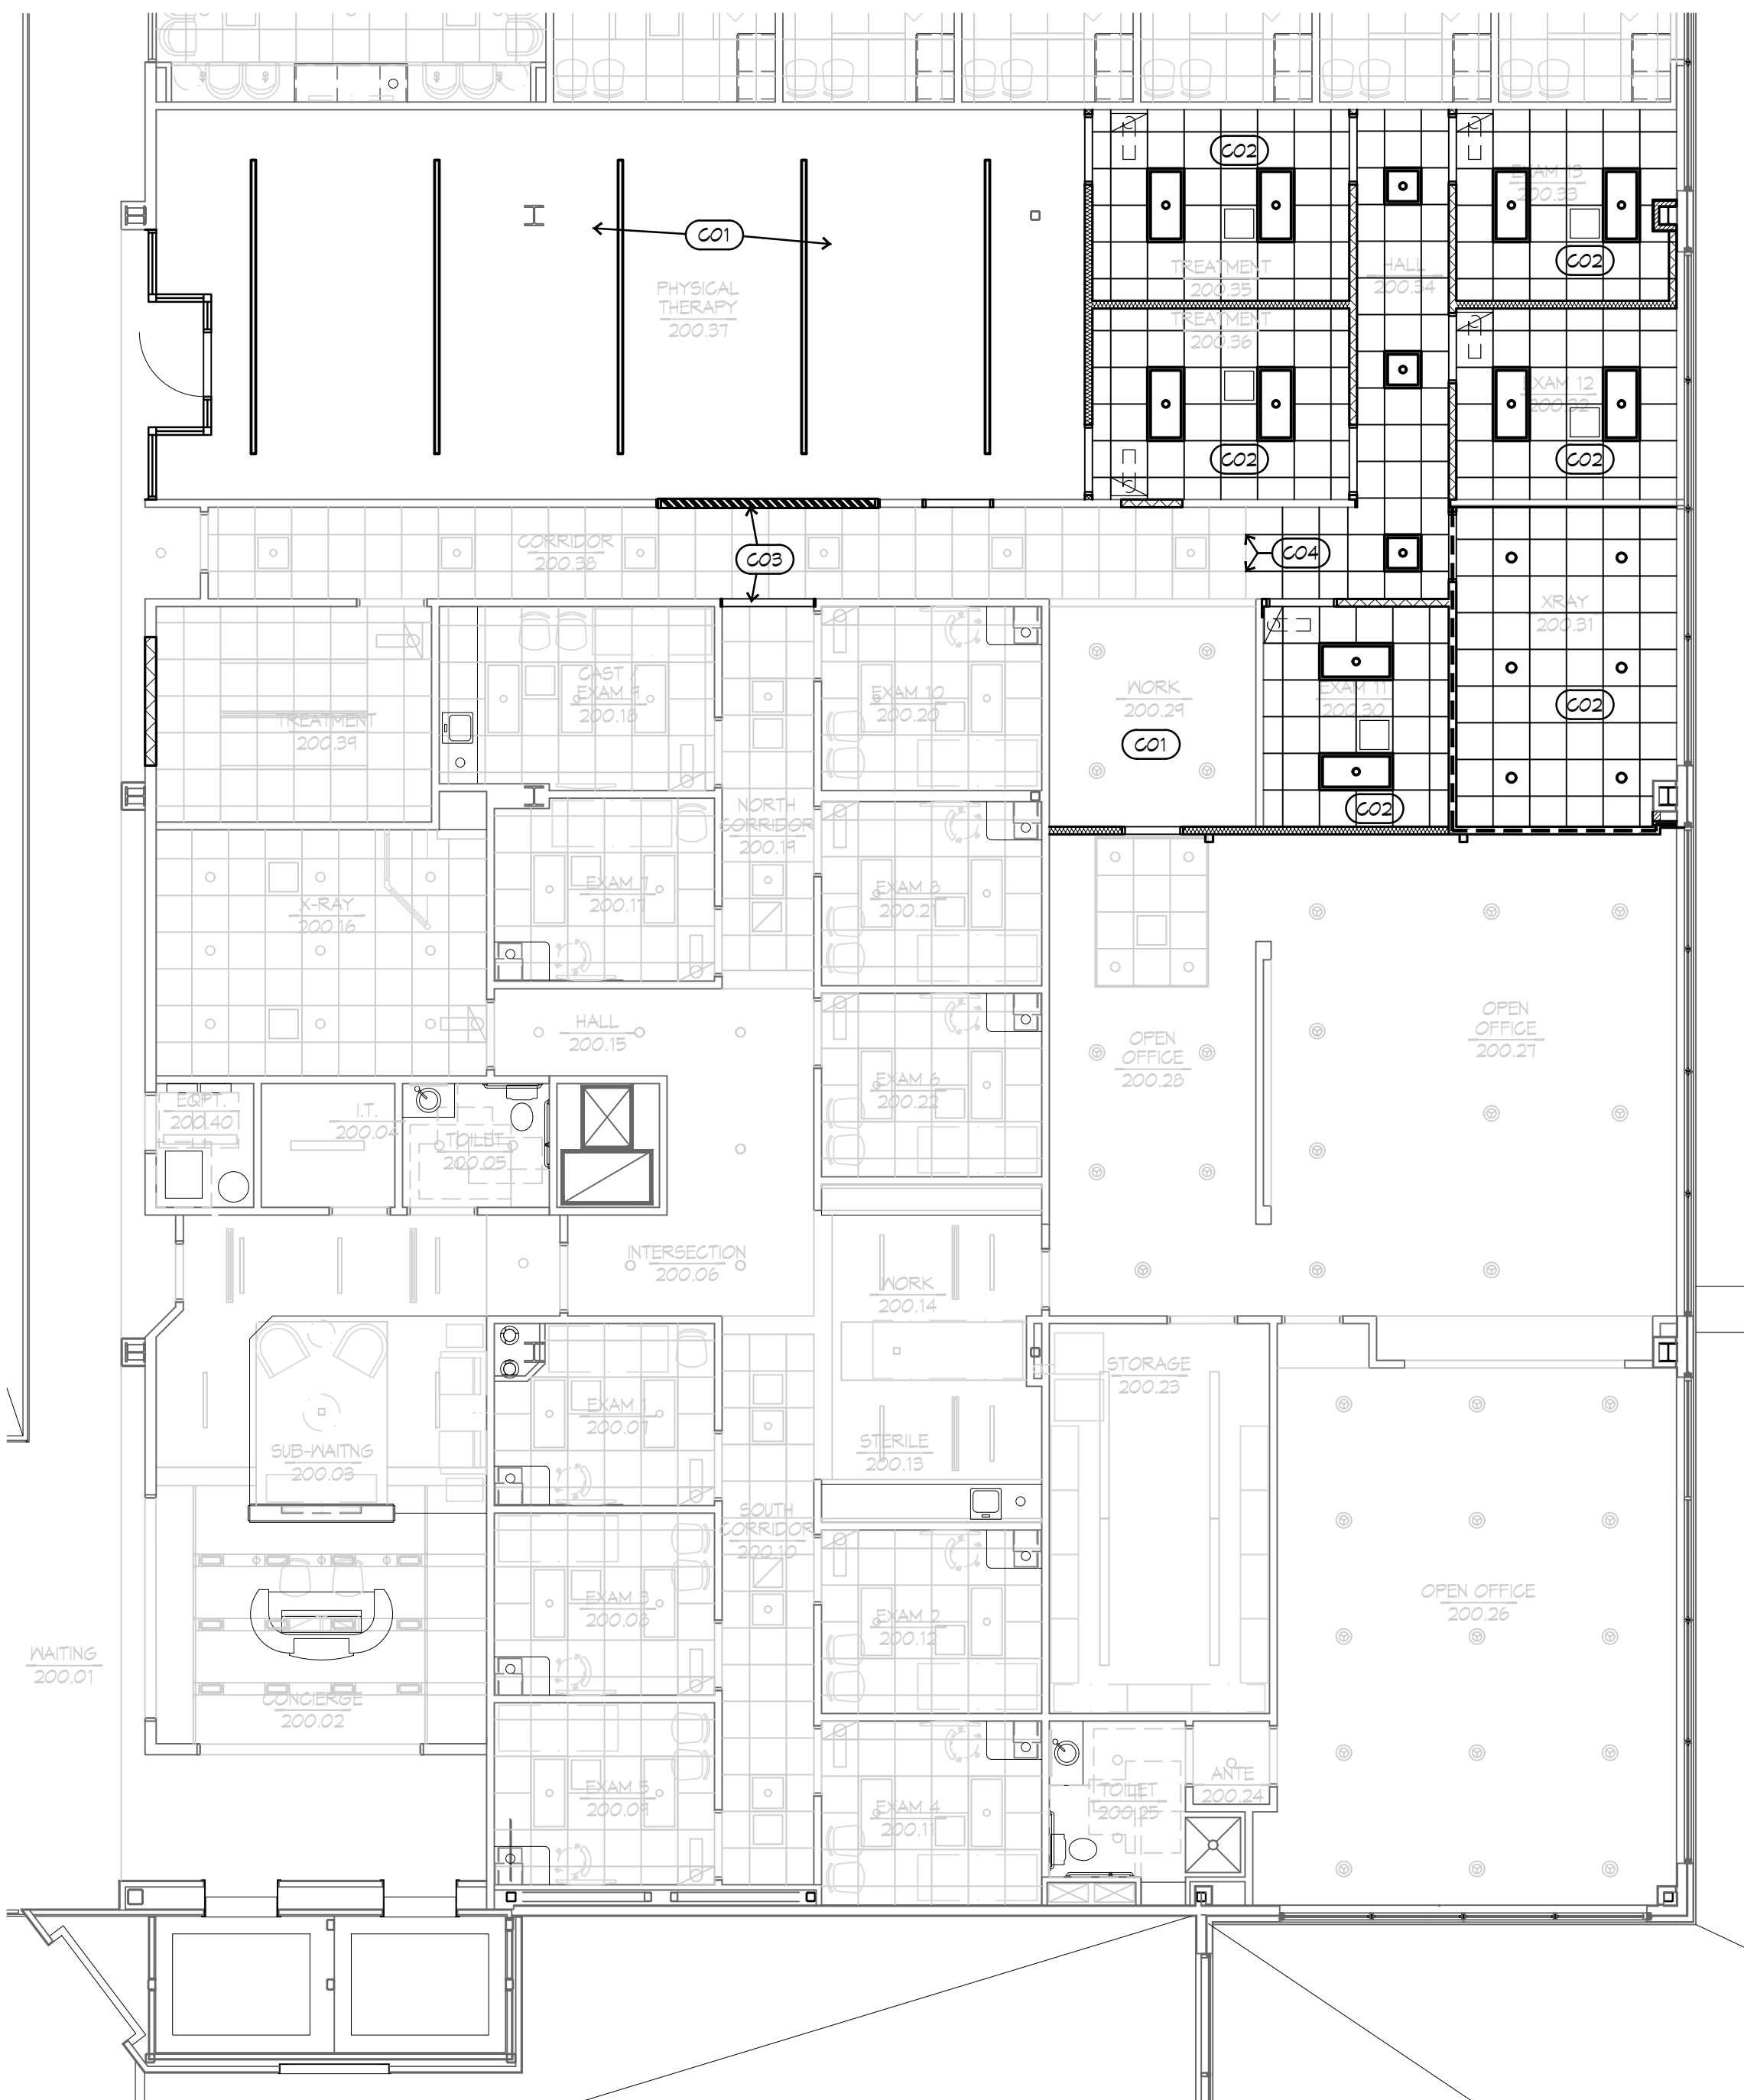 C02
EXAM 13
200.33
C01
C02
TREATMENT
200.35
HALL
200.34
PHYSICAL
THERAPY
200.37
TREATMENT
200.36
EXAM 12
200.32
C02
C02
CORRIDOR
200.38
C03
C04
XRAY
200.31
CAST /
EXAM 9
200.18
EXAM 10
200.20
WORK
200.29
EXAM 11
200.30
C02
TREATMENT
200.39
C01
C02
NORTH
CORRIDOR
200.19
EXAM 7
200.17
EXAM 8
200.21
X-RAY
200.16
HALL
200.15
OPEN
OFFICE
200.27
OPEN
OFFICE
200.28
EXAM 6
200.22
EQPT.
200.40
I.T.
200.04
TOILET
200.05
INTERSECTION
200.06
WORK
200.14
STORAGE
200.23
EXAM 1
200.07
SUB-WAITNG
200.03
STERILE
200.13
SOUTH
CORRIDOR
200.10
EXAM 3
200.08
EXAM 2
200.12
OPEN OFFICE
200.26
WAITING
200.01
CONCIERGE
200.02
EXAM 5
200.09
EXAM 4
200.11
TOILET
200.25
ANTE
200.24